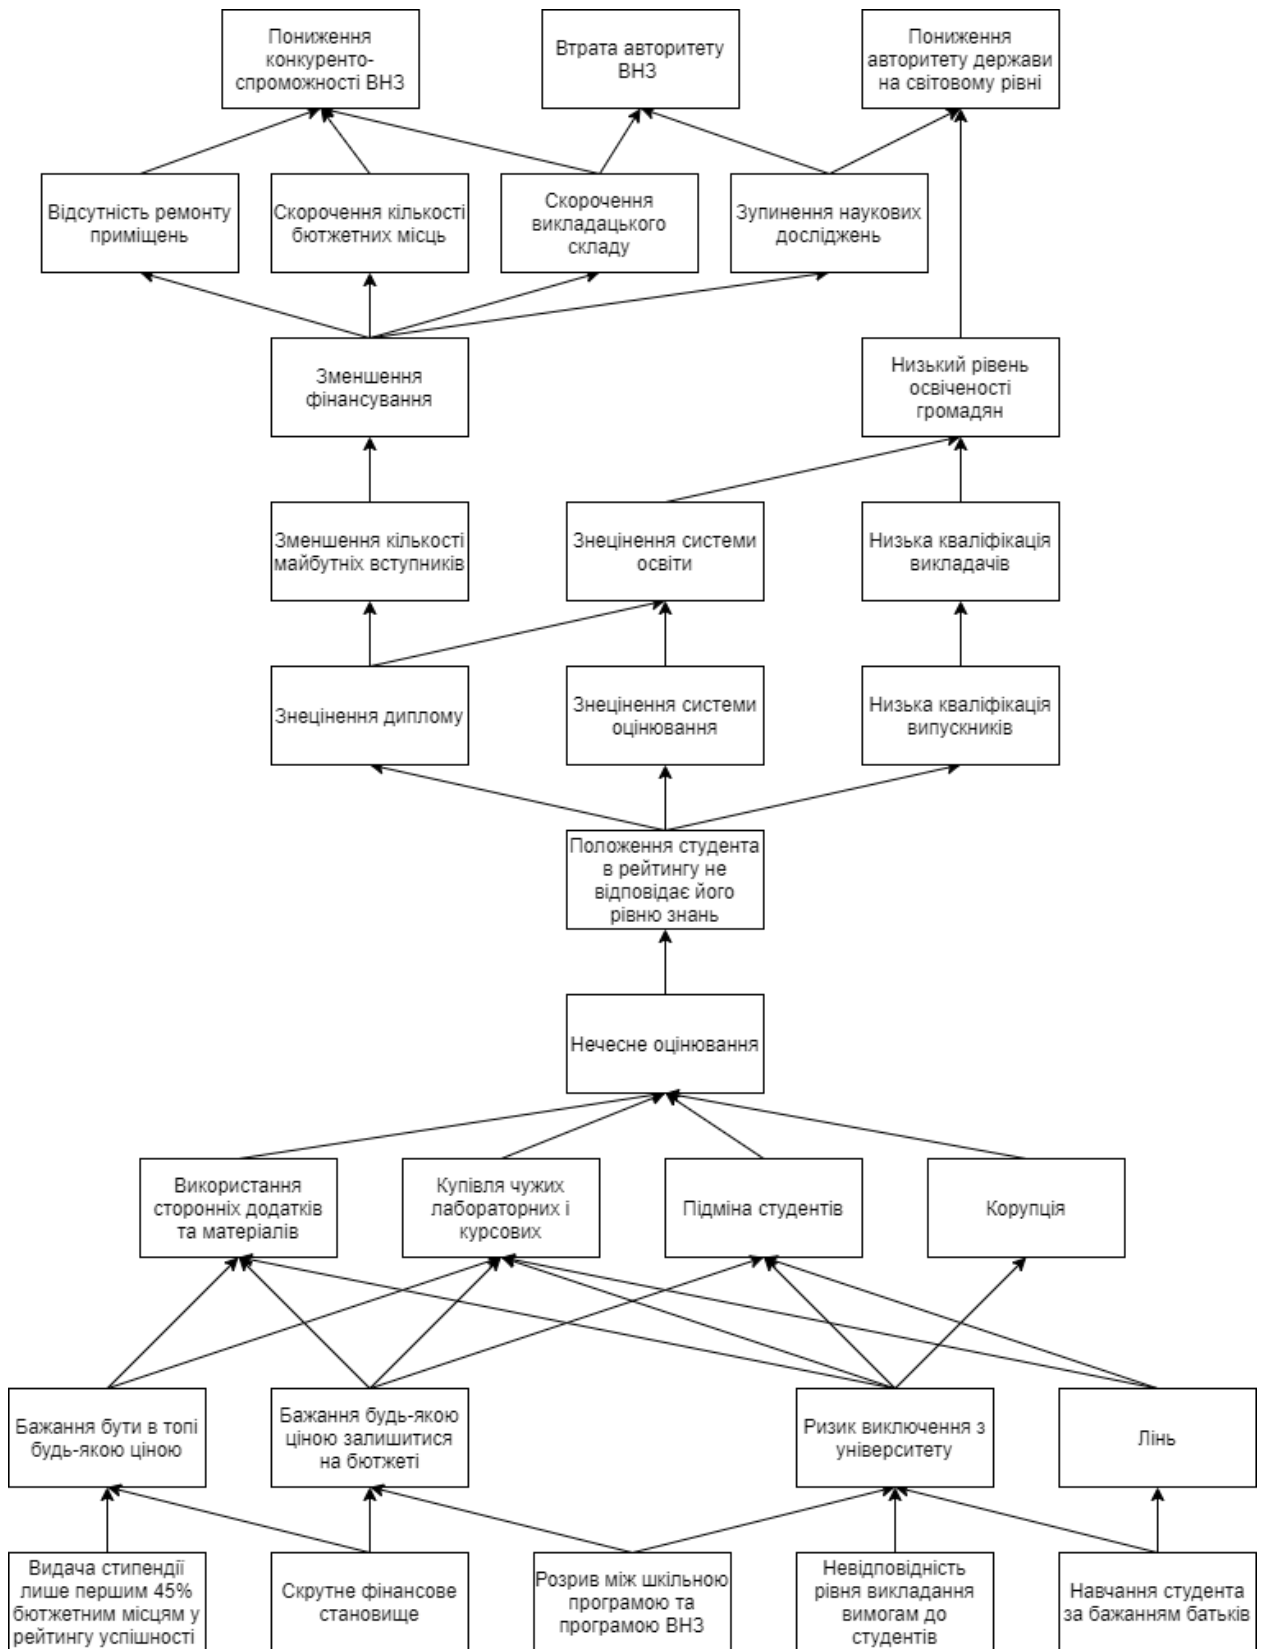 Пониження
конкуренто-
спроможності ВНЗ
Втрата авторитету
ВНЗ
Пониження
авторитету держави
на світовому рівні
Відсутність ремонту
приміщень
Скорочення кількості
бютжетних місць
Скорочення
викладацького
складу
Зупинення наукових
досліджень
Зменшення
фінансування
Низький рівень
освіченості
громадян
Зменшення кількості
майбутніх вступників
Знецінення системи
освіти
Низька кваліфікація
викладачів
Знецінення диплому
Знецінення системи
оцінювання
Низька кваліфікація
випускників
Положення студента
в рейтингу не
відповідає його
рівню знань
Нечесне оцінювання
Використання
сторонніх додатків
та матеріалів
Купівля чужих
лабораторних і
курсових
Підміна студентів
Корупція
Бажання бути в топі
будь-якою ціною
Бажання будь-якою
ціною залишитися
на бютжеті
Ризик виключення з
університету
Лінь
Видача стипендії
лише першим 45%
бютжетним місцям у
рейтингу успішності
Скрутне фінансове
становище
Розрив між шкільною
програмою та
програмою ВНЗ
Невідповідність
рівня викладання
вимогам до
студентів
Навчання студента
за бажанням батьків